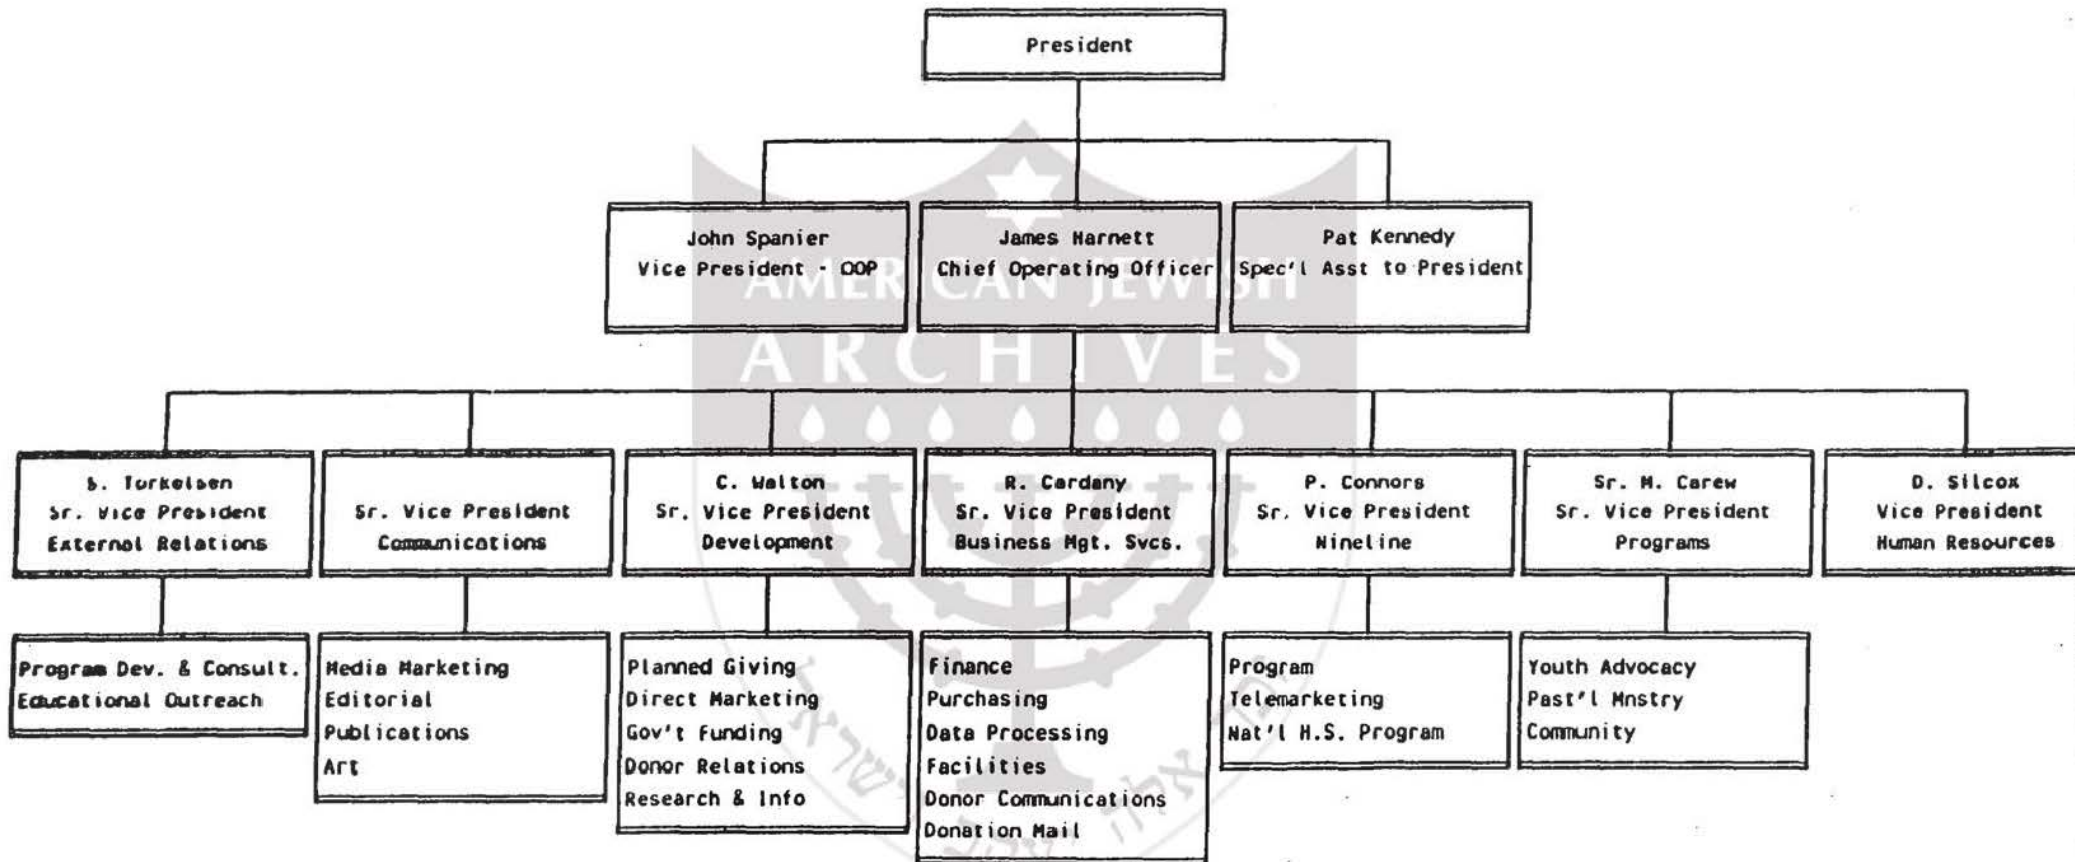 President
John Spanier
Vice President - OOP
James Harnett
Chief Operating Officer
Pat Kennedy
Spec'l Asst to President
AMERICAN JEWISH
ARCHIVES
S. Torkelsen
Sr. Vice President
External Relations
Sr. Vice President
Communications
C. Walton
Sr. Vice President
Development
R. Cardany
Sr. Vice President
Business Mgt. Svcs.
P. Connors
Sr. Vice President
Nineline
Sr. M. Carew
Sr. Vice President
Programs
D. Silcox
Vice President
Human Resources
Program Dev. & Consult.
Educational Outreach
Media Marketing
Editorial
Publications
Art
Planned Giving
Direct Marketing
Gov't Funding
Donor Relations
Research & Info
Finance
Purchasing
Data Processing
Facilities
Donor Communications
Donation Mail
Program
Telemarketing
Nat'l H.S. Program
Youth Advocacy
Past'l Mnstry
Community